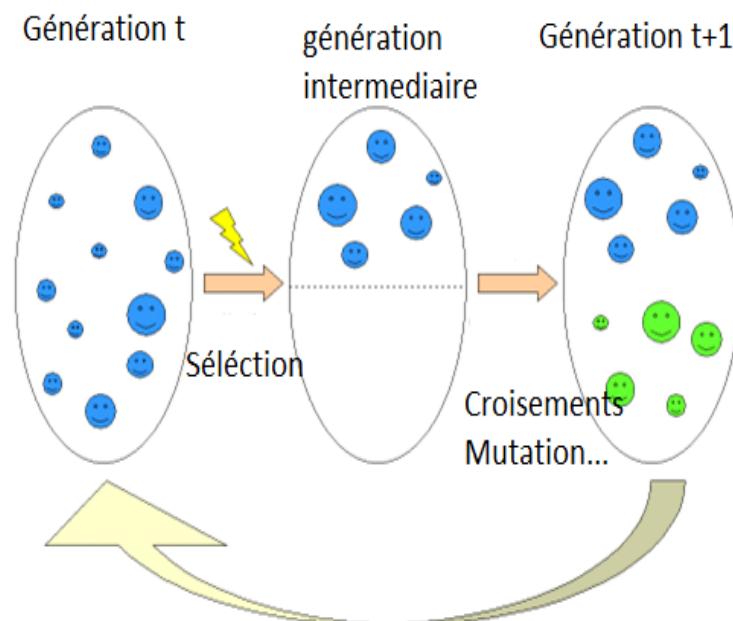 Génération t
génération
intermediaire
Génération t+1
Séléction
Croisements
Mutation...